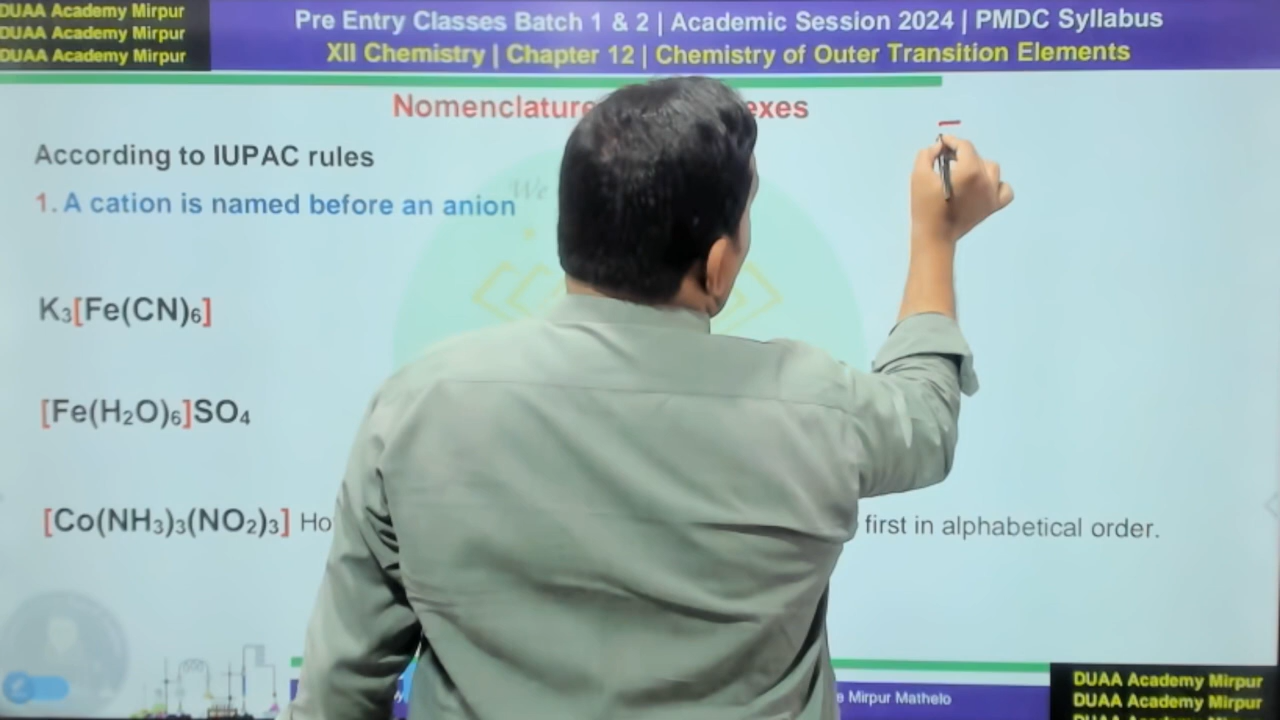 DUAA Academy Mirpur
DUAA Academy Mirpur
DUAA Academy Mirpur
Pre Entry Classes Batch 1 & 2 | Academic Session 2024 | PMDC Syllabus
XII Chemistry | Chapter 12 | Chemistry of Outer Transition Elements
Nomenclature exes
According to IUPAC rules
We
1. A cation is named before an anion
K₃[Fe(CN)₆]
[Fe(H₂O)₆]SO₄
[Co(NH₃)₃(NO₂)₃] Ho first in alphabetical order.
Mirpur Mathelo
DUAA Academy Mirpur
DUAA Academy Mirpur